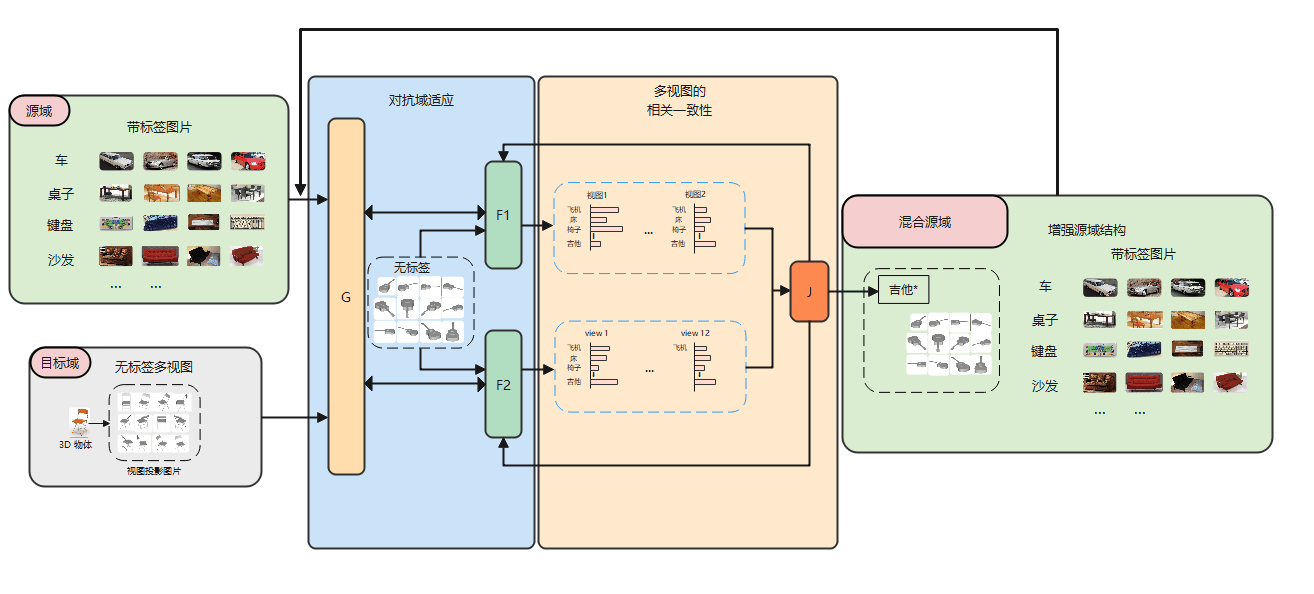 源域
带标签图片
车
桌子
键盘
沙发
... ...
目标域
无标签多视图
3D 物体
视图投影图片
对抗域适应
G
F1
无标签
F2
多视图的
相关一致性
视图1
飞机
床
椅子
吉他
...
视图2
飞机
床
椅子
吉他
view 1
飞机
床
椅子
吉他
...
view 12
飞机
J
混合源域
增强源域结构
带标签图片
吉他*
车
桌子
键盘
沙发
... ...